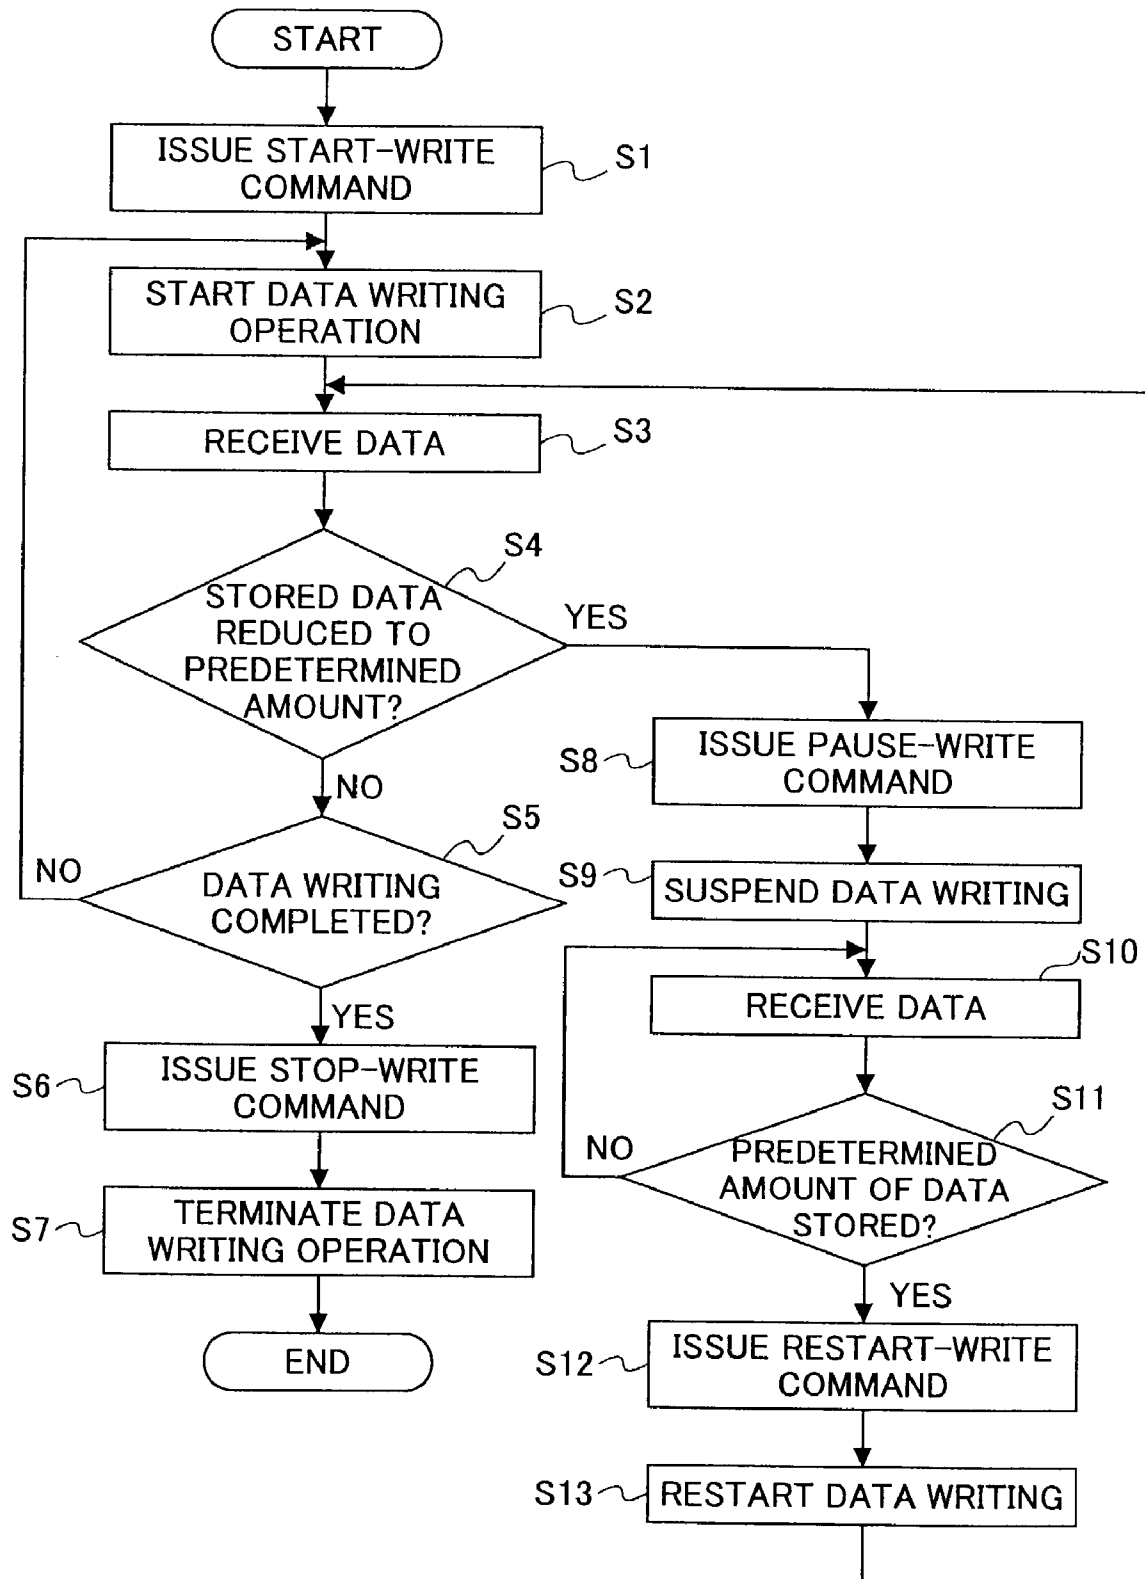 START
ISSUE START-WRITE
COMMAND
S1
START DATA WRITING
OPERATION
S2
RECEIVE DATA
S3
STORED DATA
REDUCED TO
PREDETERMINED
AMOUNT?
S4
YES
NO
DATA WRITING
COMPLETED?
S5
NO
YES
ISSUE STOP-WRITE
COMMAND
S6
TERMINATE DATA
WRITING OPERATION
S7
END
ISSUE PAUSE-WRITE
COMMAND
S8
SUSPEND DATA WRITING
S9
RECEIVE DATA
S10
PREDETERMINED
AMOUNT OF DATA
STORED?
S11
NO
YES
ISSUE RESTART-WRITE
COMMAND
S12
RESTART DATA WRITING
S13